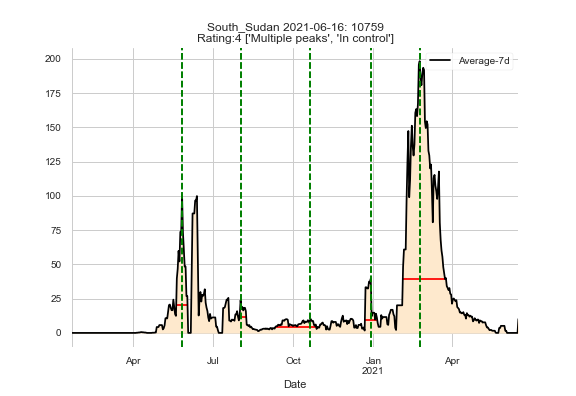 South_Sudan 2021-06-16: 10759
Rating:4 ['Multiple peaks', 'In control']
Average-7d
200
175
150
125
100
75
50
25
0
Apr
Jul
Oct
Jan
2021
Apr
Date